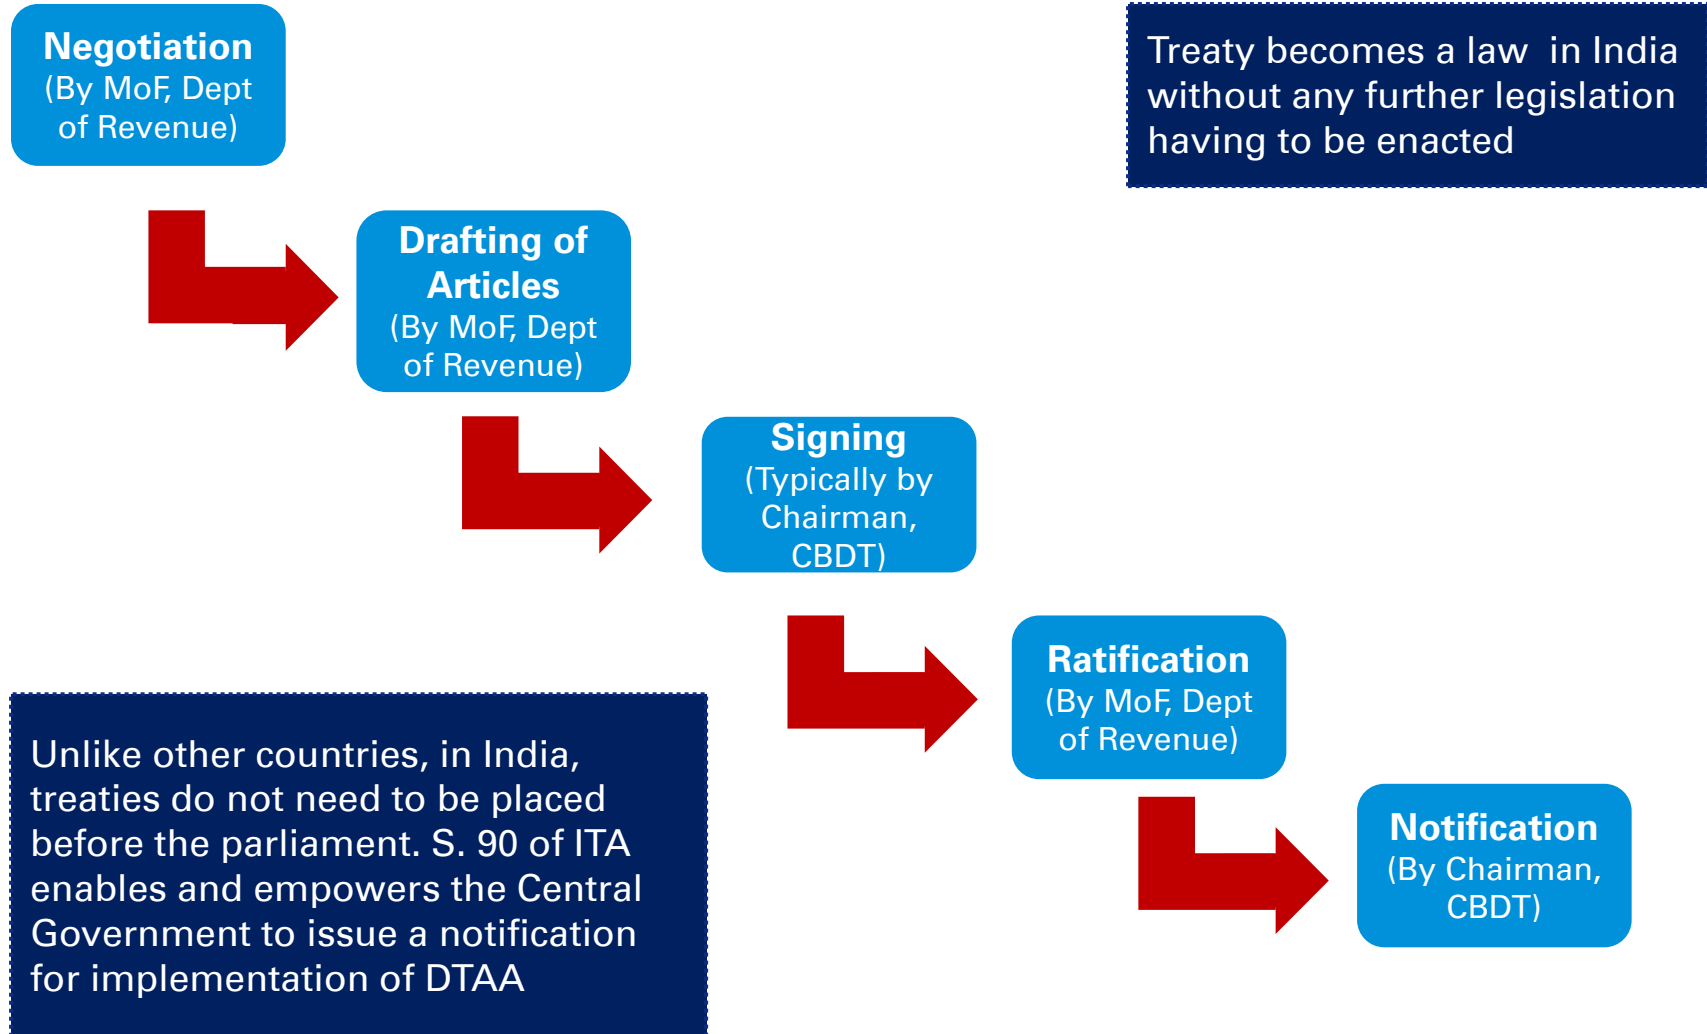 Negotiation
(By MoF, Dept
of Revenue)
Treaty becomes a law  in India
without any further legislation
having to be enacted
Drafting of
Articles
(By MoF, Dept
of Revenue)
Signing
(Typically by
Chairman,
CBDT)
Ratification
(By MoF, Dept
of Revenue)
Unlike other countries, in India,
treaties do not need to be placed
before the parliament. S. 90 of ITA
enables and empowers the Central
Government to issue a notification
for implementation of DTAA
Notification
(By Chairman,
CBDT)